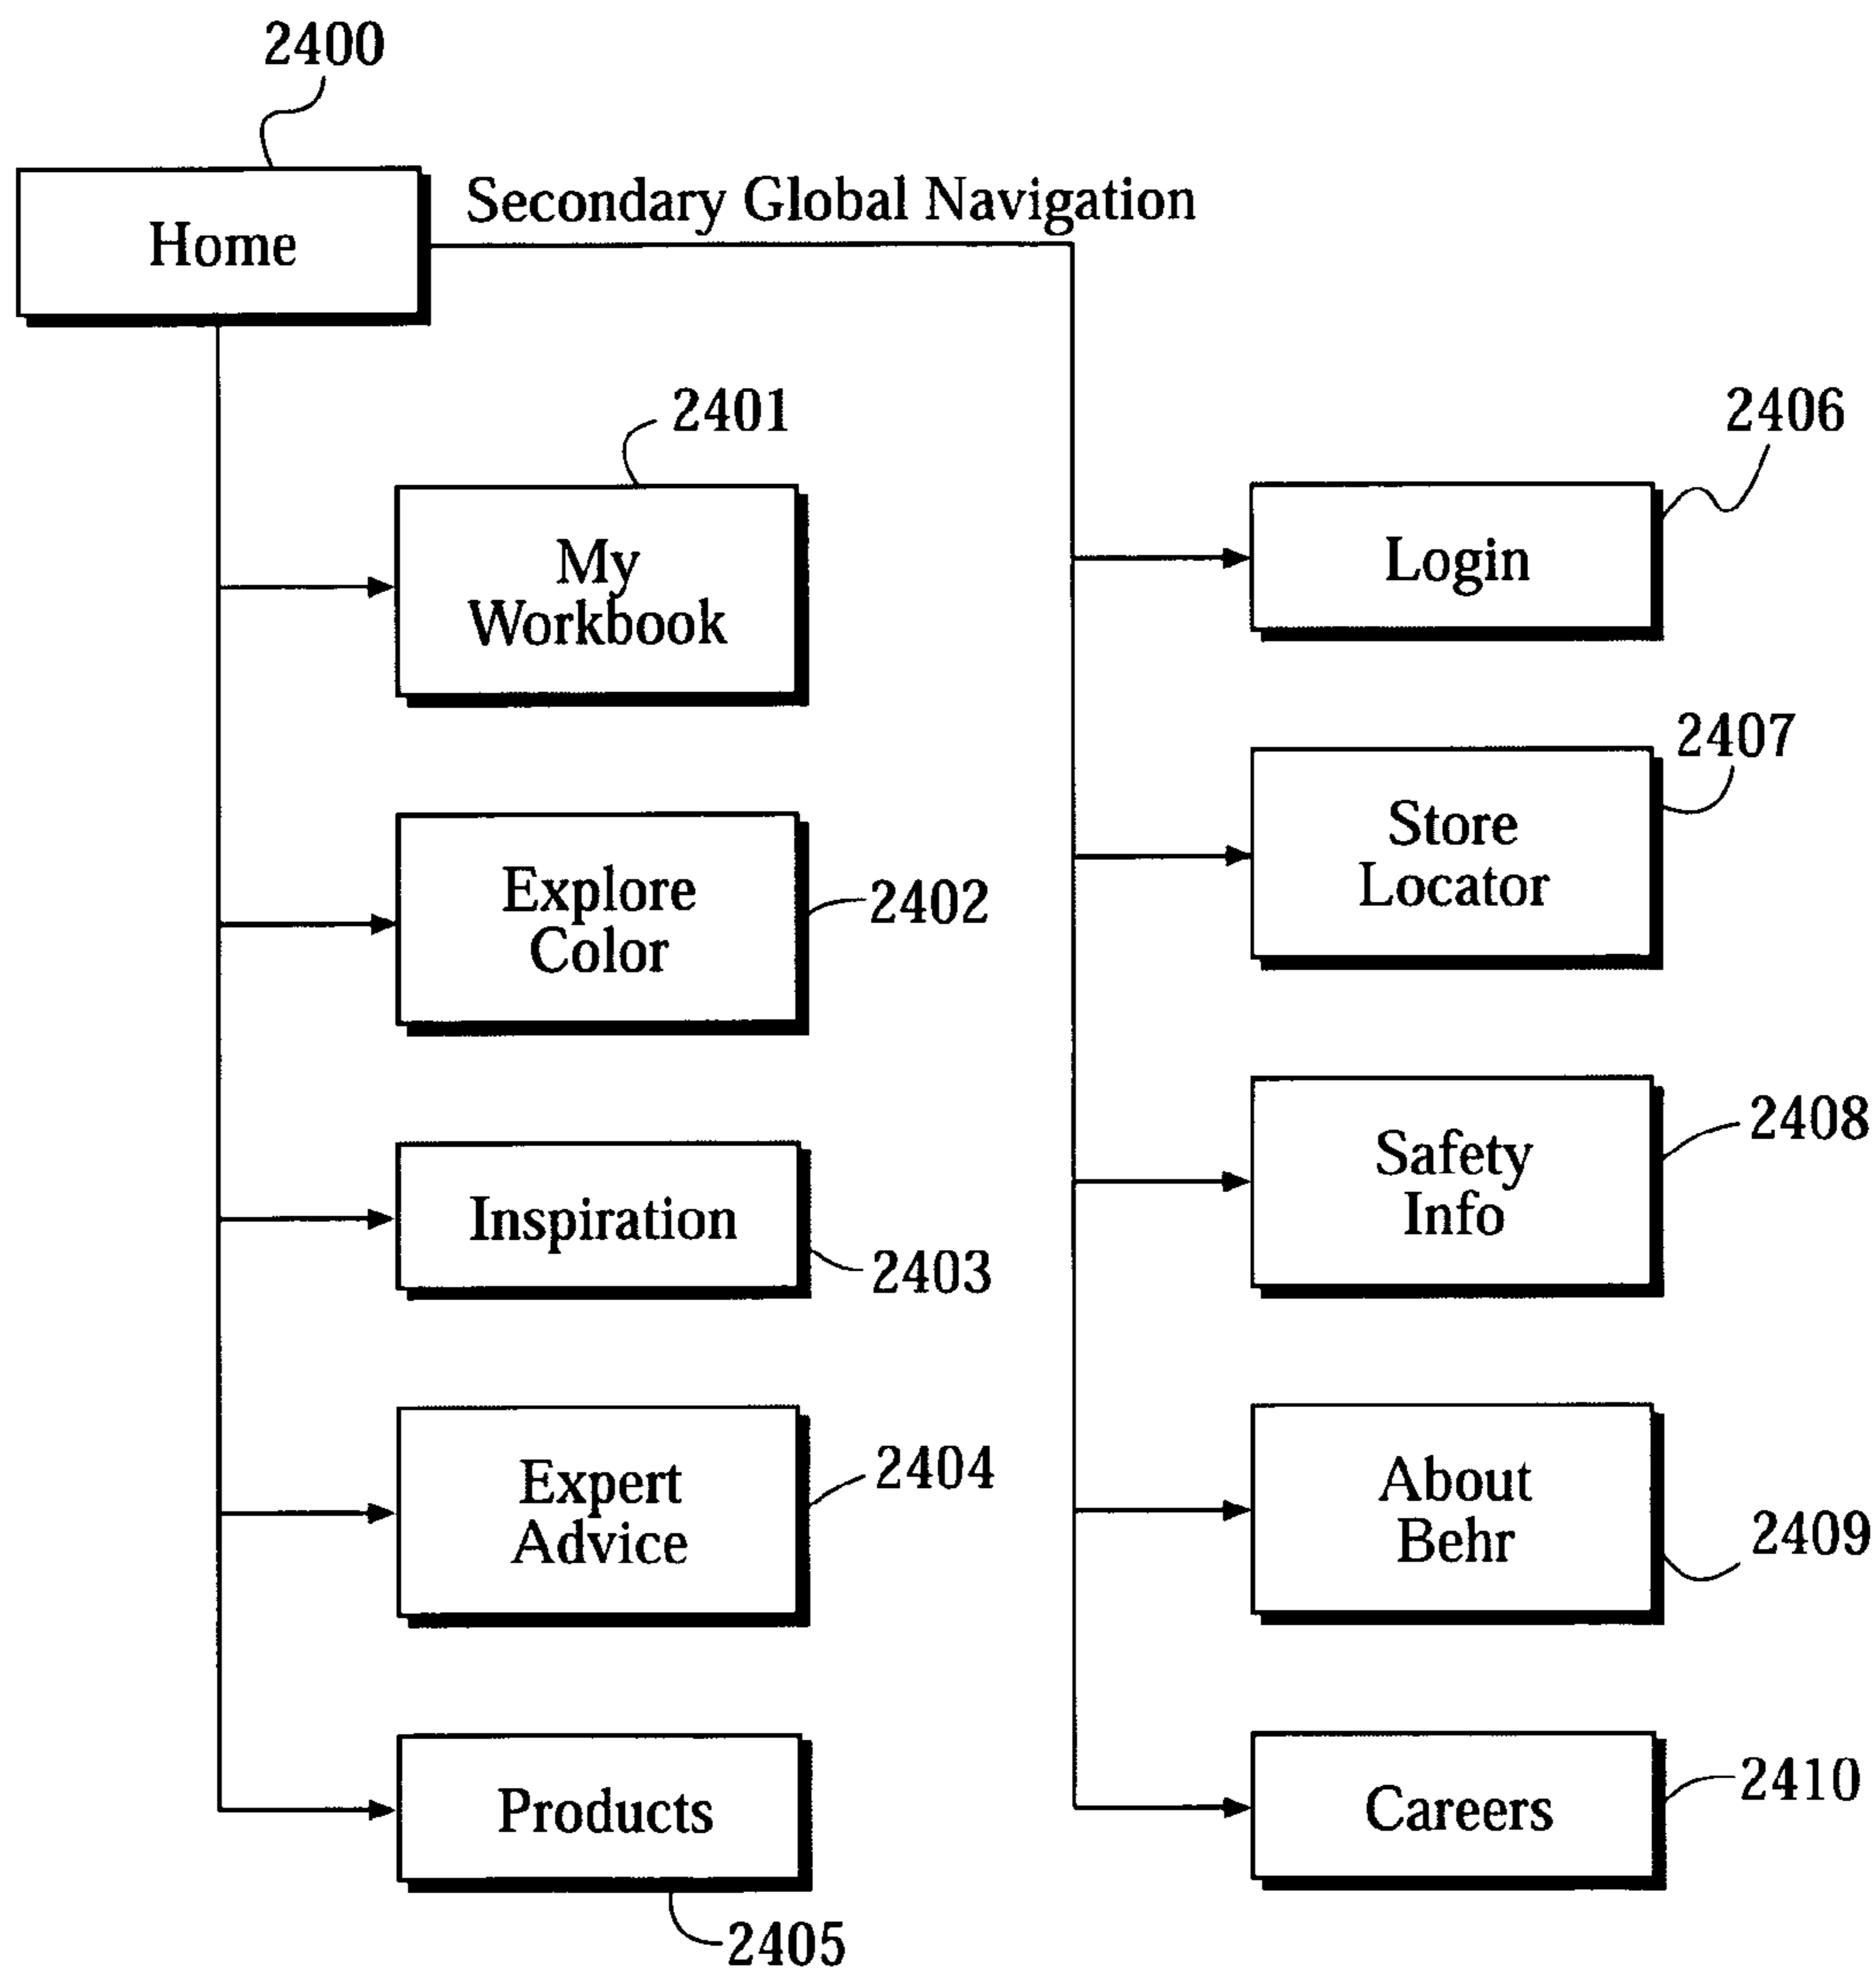 2400
Home
Secondary Global Navigation
2401
My
Workbook
Explore
Color
2402
Inspiration
2403
Expert
Advice
2404
Products
2405
2406
Login
2407
Store
Locator
2408
Safety
Info
About
Behr
2409
Careers
2410